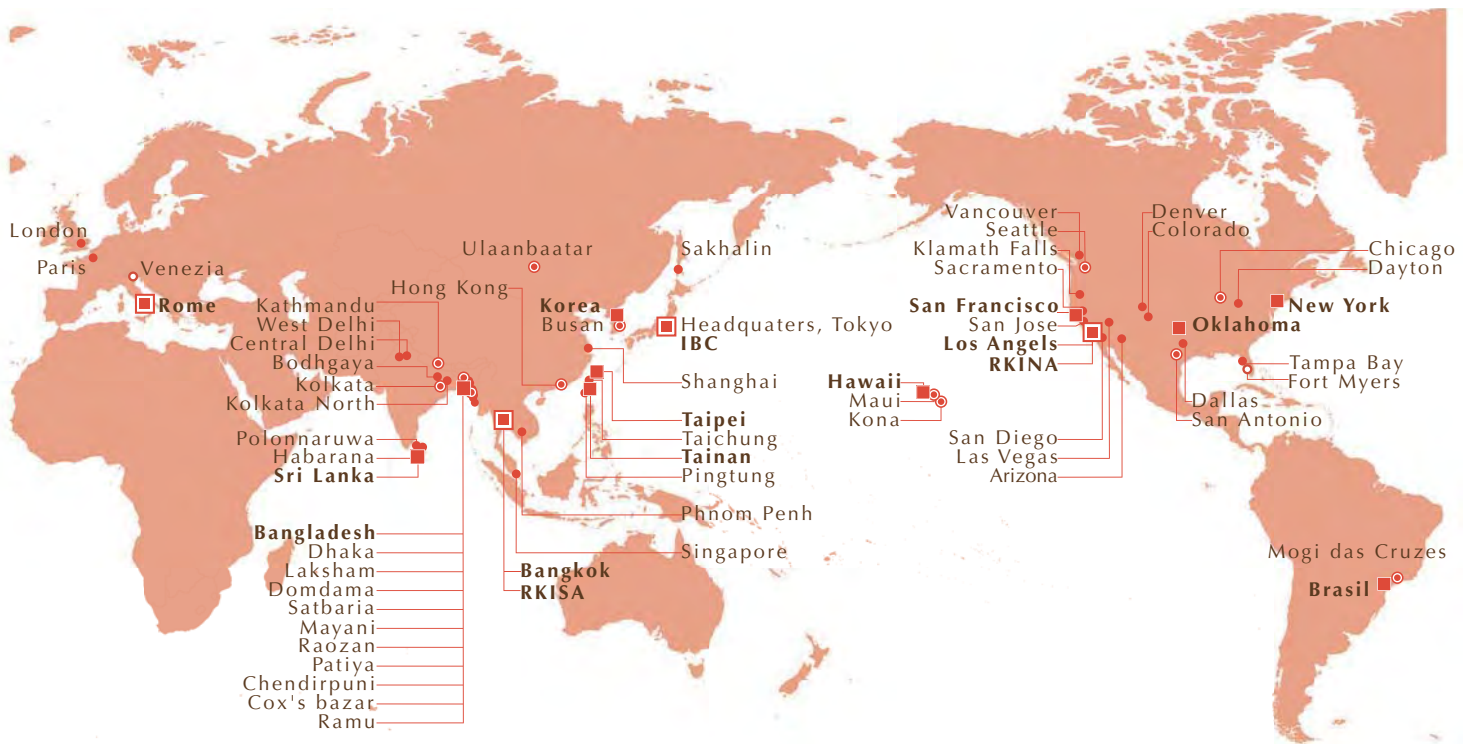 London
Paris
Venezia
Rome
Ulaanbaatar
Hong Kong
Sakhalin
Korea
Busan
Headquaters, Tokyo
IBC
Kathmandu
West Delhi
Central Delhi
Bodhgaya
Kolkata
Kolkata North
Polonnaruwa
Habarana
Sri Lanka
Shanghai
Taipei
Taichung
Tainan
Pingtung
Phnom Penh
Singapore
Bangkok
RKISA
Bangladesh
Dhaka
Laksham
Domdama
Satbaria
Mayani
Raozan
Patiya
Chendirpuni
Cox's bazar
Ramu
Vancouver
Seattle
Klamath Falls
Sacramento
San Francisco
San Jose
Los Angels
RKINA
Hawaii
Maui
Kona
San Diego
Las Vegas
Arizona
Denver
Colorado
Chicago
Dayton
New York
Oklahoma
Tampa Bay
Fort Myers
Dallas
San Antonio
Mogi das Cruzes
Brasil